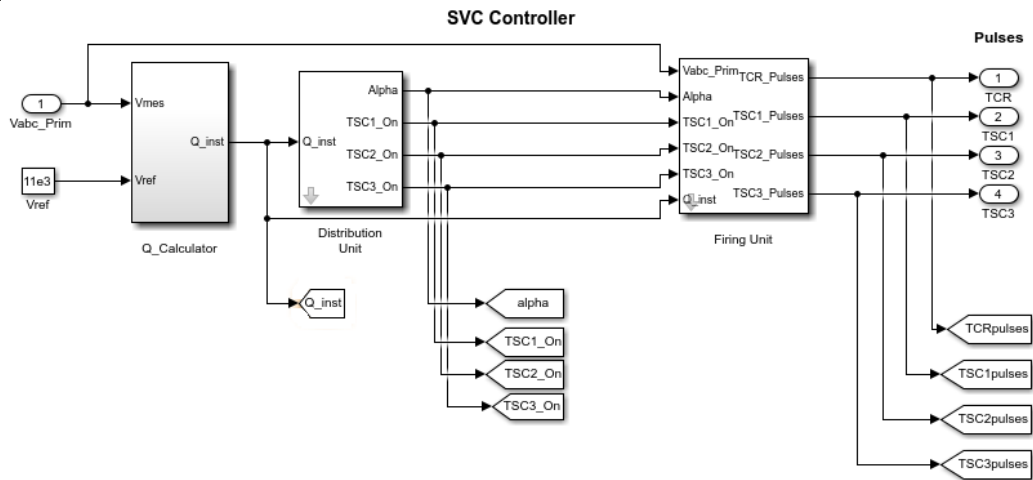 SVC Controller
Pulses
1
Vabc_Prim
11e3
Vref
Vmes
Vref
Q_inst
Q_Calculator
Q_inst
Alpha
TSC1_On
TSC2_On
TSC3_On
Distribution
Unit
Vabc_Prim
Alpha
TSC1_On
TSC2_On
TSC3_On
Q_inst
TCR_Pulses
TSC1_Pulses
TSC2_Pulses
TSC3_Pulses
Firing Unit
1
TCR
2
TSC1
3
TSC2
4
TSC3
Q_inst
alpha
TSC1_On
TSC2_On
TSC3_On
TCRpulses
TSC1pulses
TSC2pulses
TSC3pulses